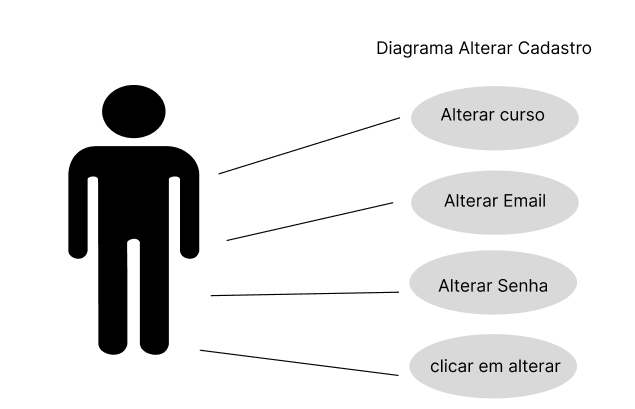 Diagrama Alterar Cadastro
Alterar curso
Alterar Email
Alterar Senha
clicar em alterar